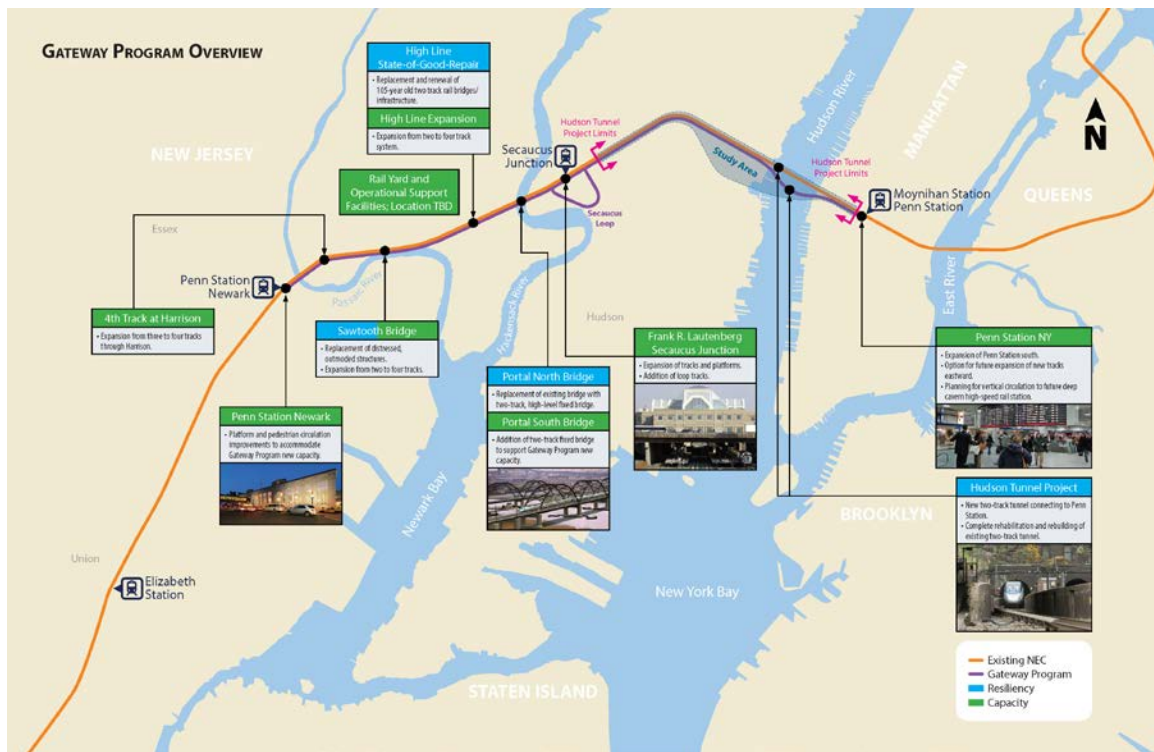 GATEWAY PROGRAM OVERVIEW
High Line
State-of-Good-Repair
• Replacement and renewal of
105-year old two track rail bridges/
infrastructure.
High Line Expansion
• Expansion from two to four track
system.
NEW JERSEY
Rail Yard and
Operational Support
Facilities; Location TBD
Secaucus
Junction
Hudson Tunnel
Project Limits
Secaucus
Loop
Study Area
Hudson River
Hudson Tunnel
Project Limits
MANHATTAN
N
QUEENS
Moynihan Station
Penn Station
East River
Essex
Penn Station
Newark
Passaic River
Hackensack River
Hudson
4th Track at Harrison
• Expansion from three to four tracks
through Harrison.
Sawtooth Bridge
• Replacement of distressed,
outmoded structures.
• Expansion from two to four tracks.
Penn Station Newark
• Platform and pedestrian circulation
improvements to accommodate
Gateway Program new capacity.
Portal North Bridge
• Replacement of existing bridge with
two-track, high-level fixed bridge.
Portal South Bridge
• Addition of two-track fixed bridge
to support Gateway Program new
capacity.
Frank R. Lautenberg
Secaucus Junction
• Expansion of tracks and platforms.
• Addition of loop tracks.
Penn Station NY
• Expansion of Penn Station south.
• Option for future expansion of new tracks
eastward.
• Planning for vertical circulation to future deep
cavern high-speed rail station.
Hudson Tunnel Project
• New two-track tunnel connecting to Penn
Station.
• Complete rehabilitation and rebuilding of
existing two-track tunnel.
Newark Bay
BROOKLYN
Union
Elizabeth
Station
New York Bay
STATEN ISLAND
Existing NEC
Gateway Program
Resiliency
Capacity